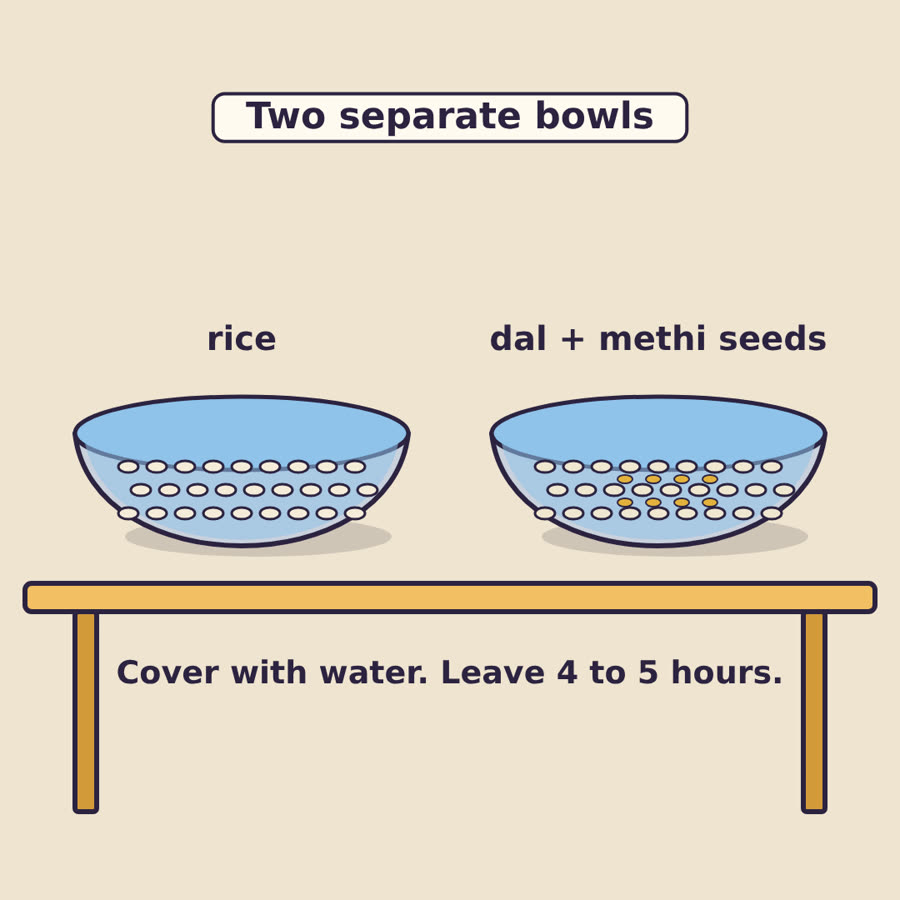 Two separate bowls
rice
dal + methi seeds
Cover with water. Leave 4 to 5 hours.